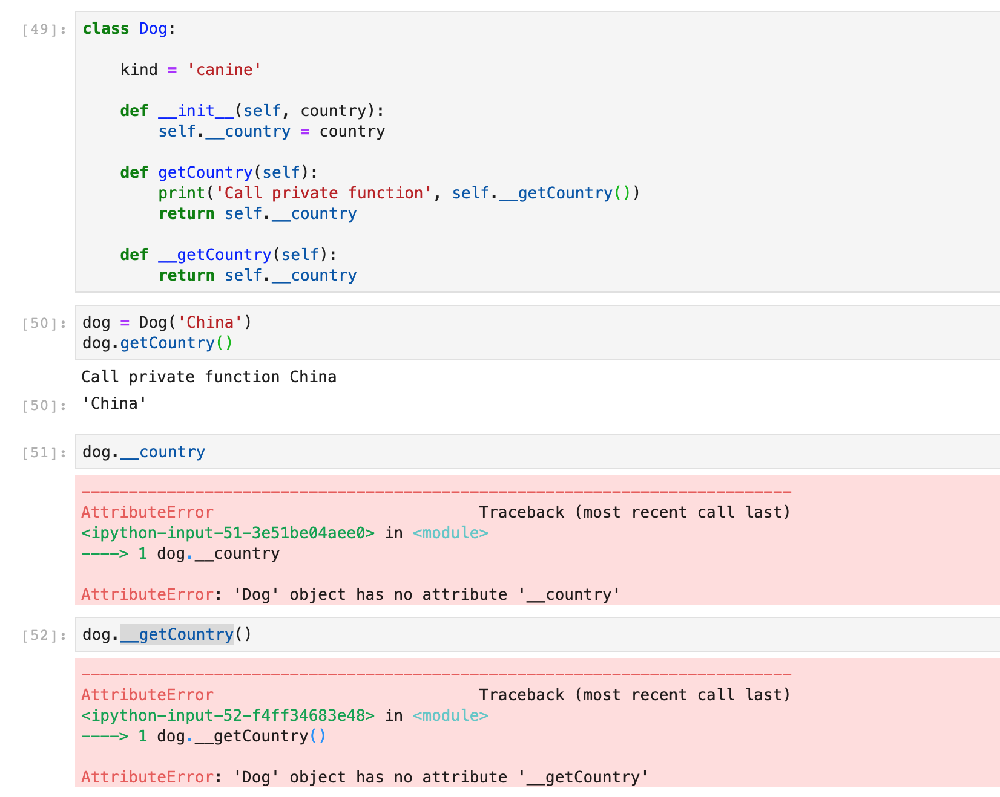 [49]: class Dog:
    kind = 'canine'
    def __init__(self, country):
        self.__country = country
    def getCountry(self):
        print('Call private function', self.__getCountry())
        return self.__country
    def __getCountry(self):
        return self.__country
[50]: dog = Dog('China')
dog.getCountry()
Call private function China
[50]: 'China'
[51]: dog.__country
---------------------------------------------------------------------------
AttributeError                            Traceback (most recent call last)
<ipython-input-51-3e51be04aee0> in <module>
----> 1 dog.__country
AttributeError: 'Dog' object has no attribute '__country'
[52]: dog.__getCountry()
---------------------------------------------------------------------------
AttributeError                            Traceback (most recent call last)
<ipython-input-52-f4ff34683e48> in <module>
----> 1 dog.__getCountry()
AttributeError: 'Dog' object has no attribute '__getCountry'